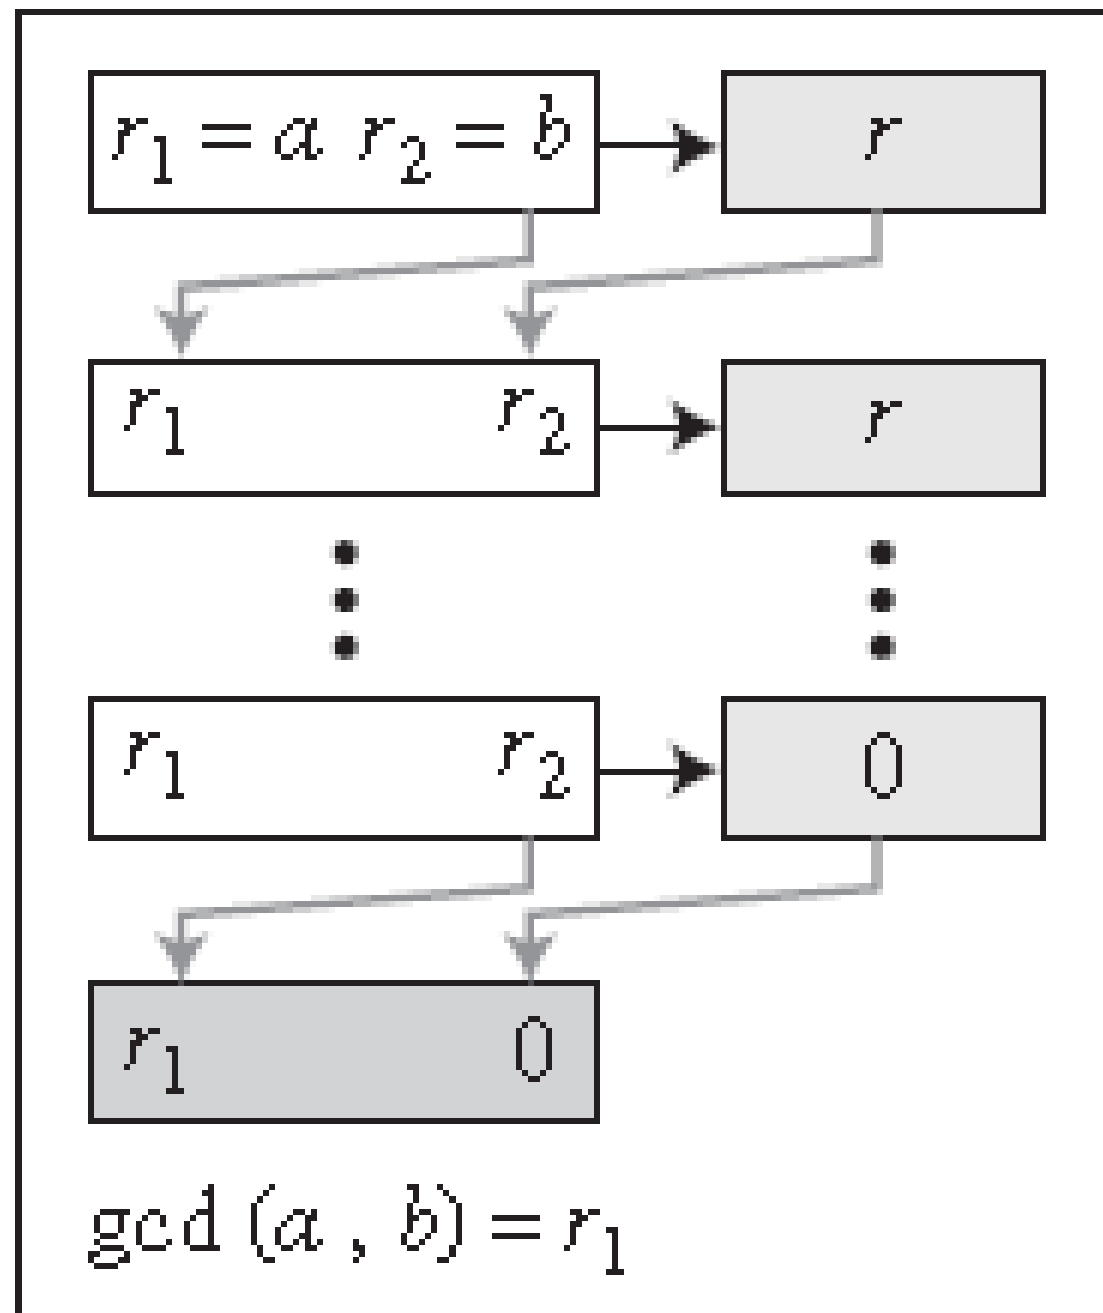 r₁ = a r₂ = b r
r₁ r₂ r
r₁ r₂ 0
r₁ 0
gcd (a , b) = r₁